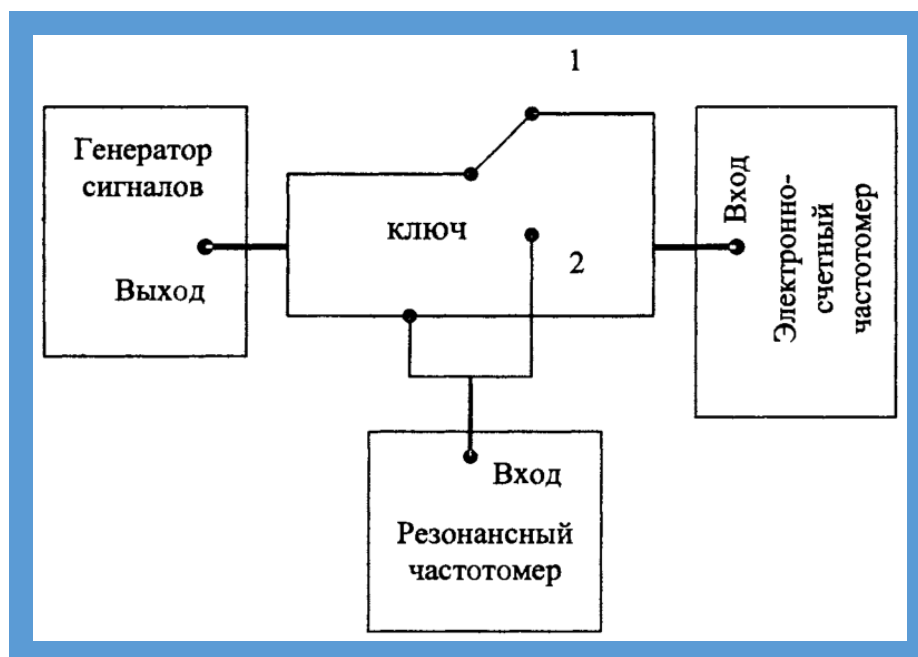 1
Генератор
сигналов
Выход
ключ
2
Вход
Электронно-
счетный
частотомер
Вход
Резонансный
частотомер